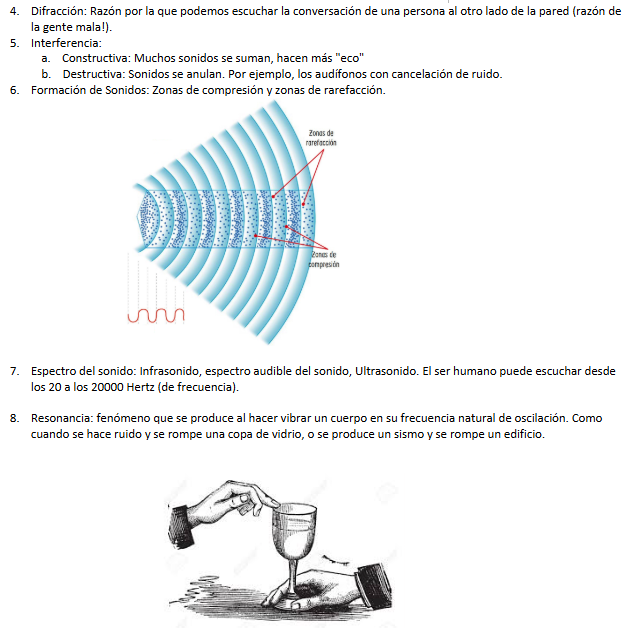 4. Difracción: Razón por la que podemos escuchar la conversación de una persona al otro lado de la pared (razón de
la gente mala!).
5. Interferencia:
a. Constructiva: Muchos sonidos se suman, hacen más "eco"
b. Destructiva: Sonidos se anulan. Por ejemplo, los audífonos con cancelación de ruido.
6. Formación de Sonidos: Zonas de compresión y zonas de rarefacción.
Zonas de
rarefacción
Zonas de
compresión
7. Espectro del sonido: Infrasonido, espectro audible del sonido, Ultrasonido. El ser humano puede escuchar desde
los 20 a los 20000 Hertz (de frecuencia).
8. Resonancia: fenómeno que se produce al hacer vibrar un cuerpo en su frecuencia natural de oscilación. Como
cuando se hace ruido y se rompe una copa de vidrio, o se produce un sismo y se rompe un edificio.